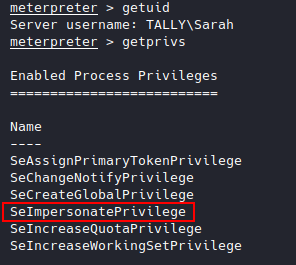 meterpreter > getuid
Server username: TALLY\Sarah
meterpreter > getprivs
Enabled Process Privileges
==========================
Name
----
SeAssignPrimaryTokenPrivilege
SeChangeNotifyPrivilege
SeCreateGlobalPrivilege
SeImpersonatePrivilege
SeIncreaseQuotaPrivilege
SeIncreaseWorkingSetPrivilege